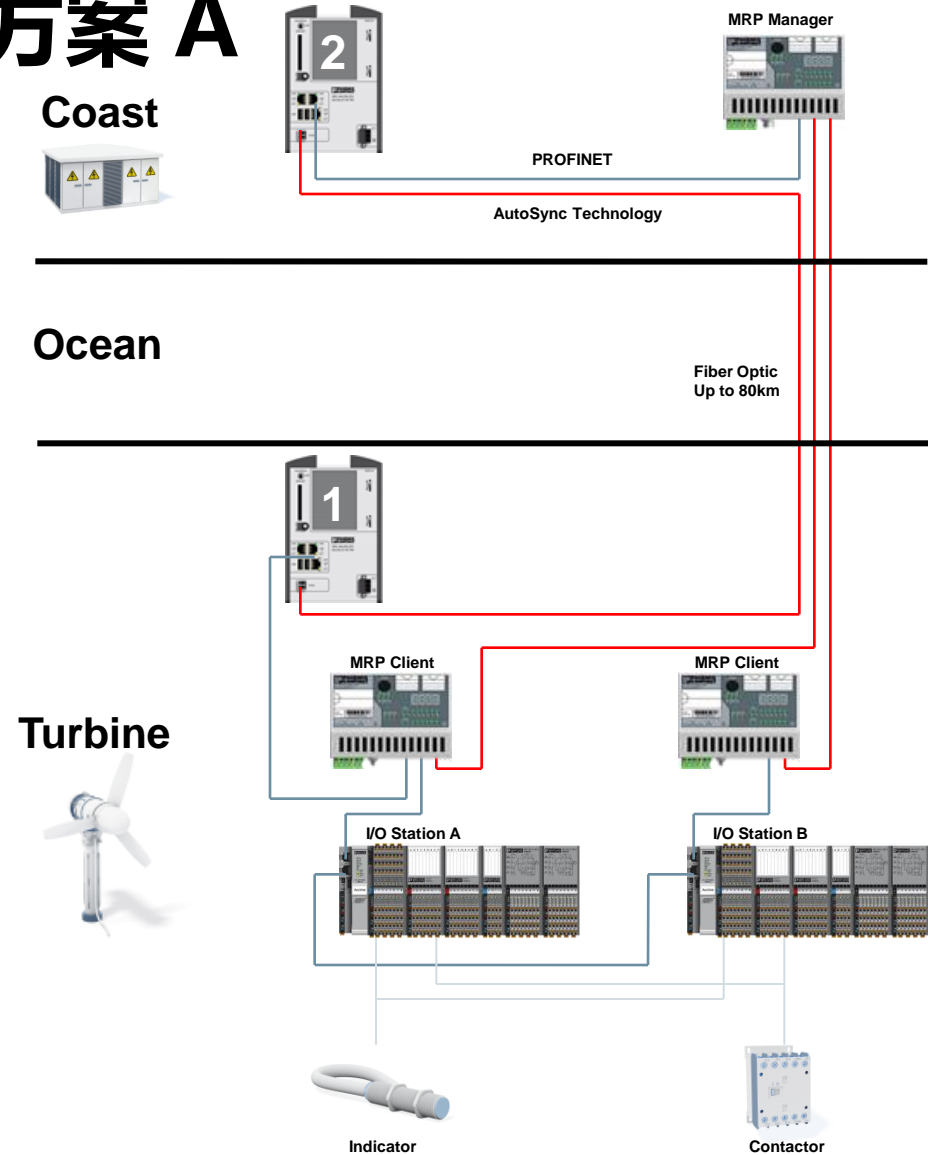 方案 A
2
MRP Manager
Coast
PROFINET
AutoSync Technology
Ocean
Fiber Optic
Up to 80km
1
MRP Client
MRP Client
Turbine
I/O Station A
I/O Station B
Indicator
Contactor